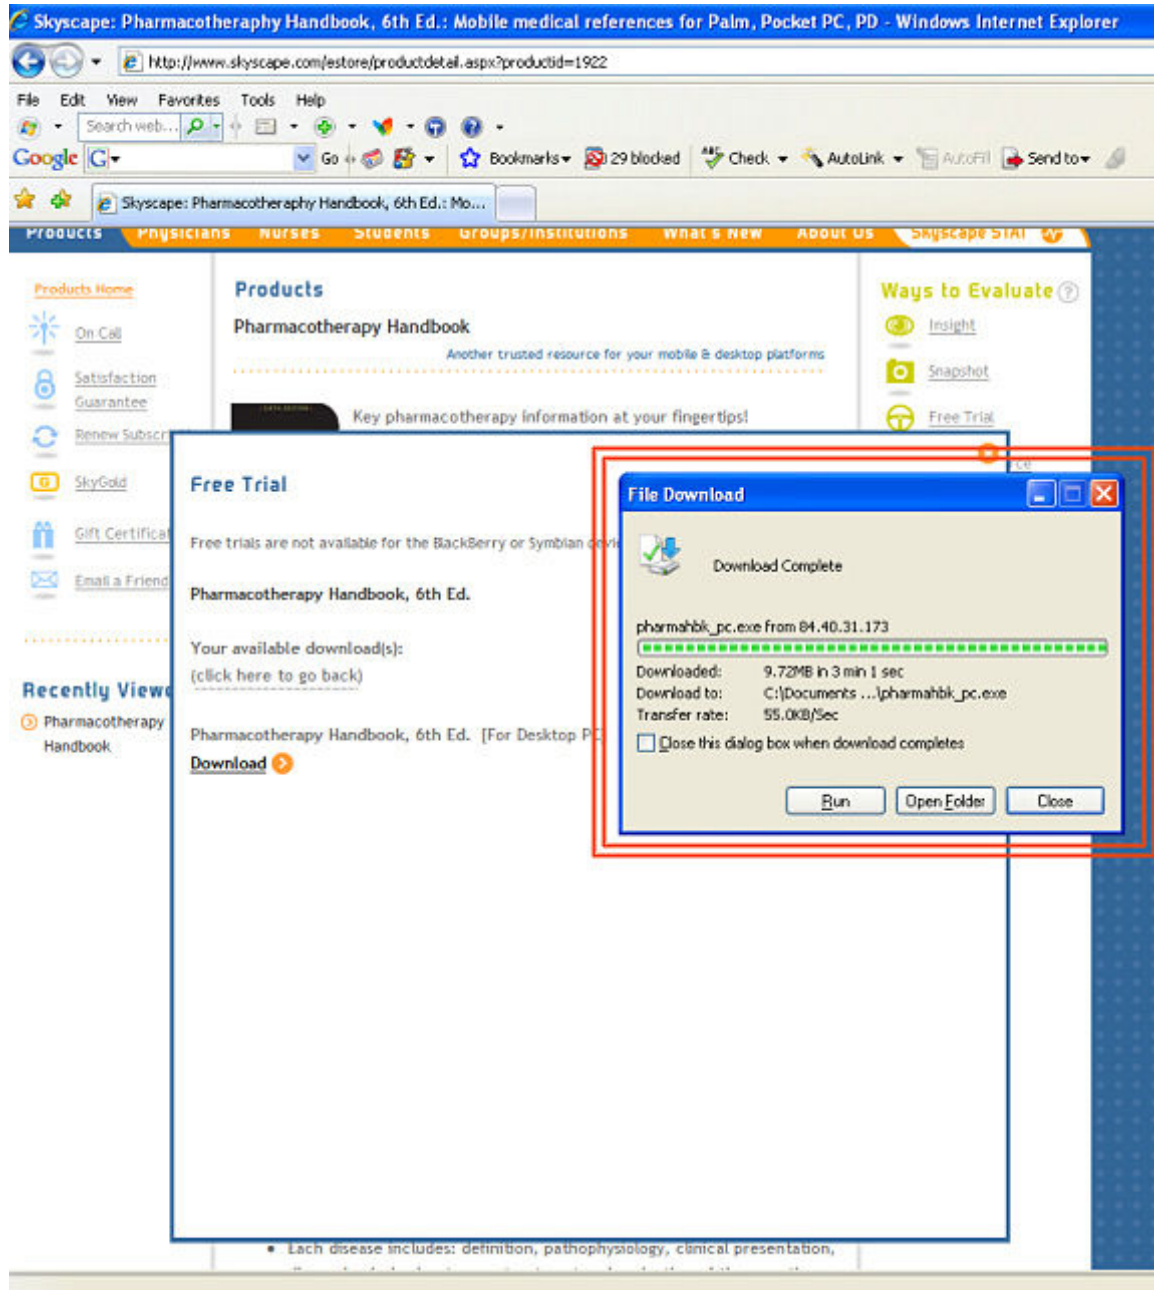 Skyscape: Pharmacotheraphy Handbook, 6th Ed.: Mobile medical references for Palm, Pocket PC, PD - Windows Internet Explorer
http://www.skyscape.com/estore/productdetail.aspx?productid=1922
File Edit View Favorites Tools Help
Search web...
Google G Go Bookmarks 29 blocked Check AutoLink AutoFill Send to
Skyscape: Pharmacotheraphy Handbook, 6th Ed.: Mo...
Products Physicians Nurses Students Groups/Institutions What's New About Us Skyscape STAT
Products Home
On Call
Satisfaction
Guarantee
Renew Subscr
SkyGold
G
Gift Certificat
Email a Friend
Recently Viewe
Pharmacotherapy
Handbook
Products
Pharmacotherapy Handbook
Another trusted resource for your mobile & desktop platforms
Key pharmacotherapy information at your fingertips!
Ways to Evaluate ?
Insight
Snapshot
Free Trial
Free Trial
Free trials are not available for the BlackBerry or Symbian devi
Pharmacotherapy Handbook, 6th Ed.
Your available download(s):
(click here to go back)
Pharmacotherapy Handbook, 6th Ed. [For Desktop PC
Download
File Download
Download Complete
pharmahbk_pc.exe from 84.40.31.173
Downloaded: 9.72MB in 3 min 1 sec
Download to: C:\Documents ...\pharmahbk_pc.exe
Transfer rate: 55.0KB/Sec
Close this dialog box when download completes
Run Open Folder Close
• Each disease includes: definition, pathophysiology, clinical presentation,